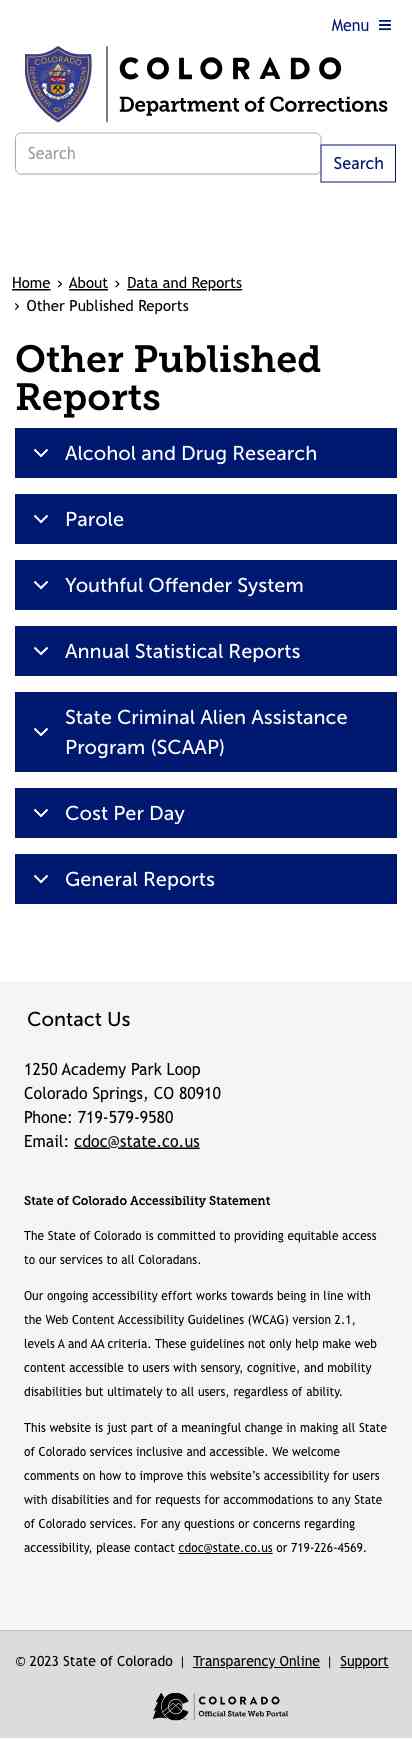 Menu
COLORADO
Department of Corrections
Search
Search
Home › About › Data and Reports
› Other Published Reports
Other Published
Reports
Alcohol and Drug Research
Parole
Youthful Offender System
Annual Statistical Reports
State Criminal Alien Assistance
Program (SCAAP)
Cost Per Day
General Reports
Contact Us
1250 Academy Park Loop
Colorado Springs, CO 80910
Phone: 719-579-9580
Email: cdoc@state.co.us
State of Colorado Accessibility Statement
The State of Colorado is committed to providing equitable access
to our services to all Coloradans.
Our ongoing accessibility effort works towards being in line with
the Web Content Accessibility Guidelines (WCAG) version 2.1,
levels A and AA criteria. These guidelines not only help make web
content accessible to users with sensory, cognitive, and mobility
disabilities but ultimately to all users, regardless of ability.
This website is just part of a meaningful change in making all State
of Colorado services inclusive and accessible. We welcome
comments on how to improve this website’s accessibility for users
with disabilities and for requests for accommodations to any State
of Colorado services. For any questions or concerns regarding
accessibility, please contact cdoc@state.co.us or 719-226-4569.
© 2023 State of Colorado | Transparency Online | Support
COLORADO
Official State Web Portal